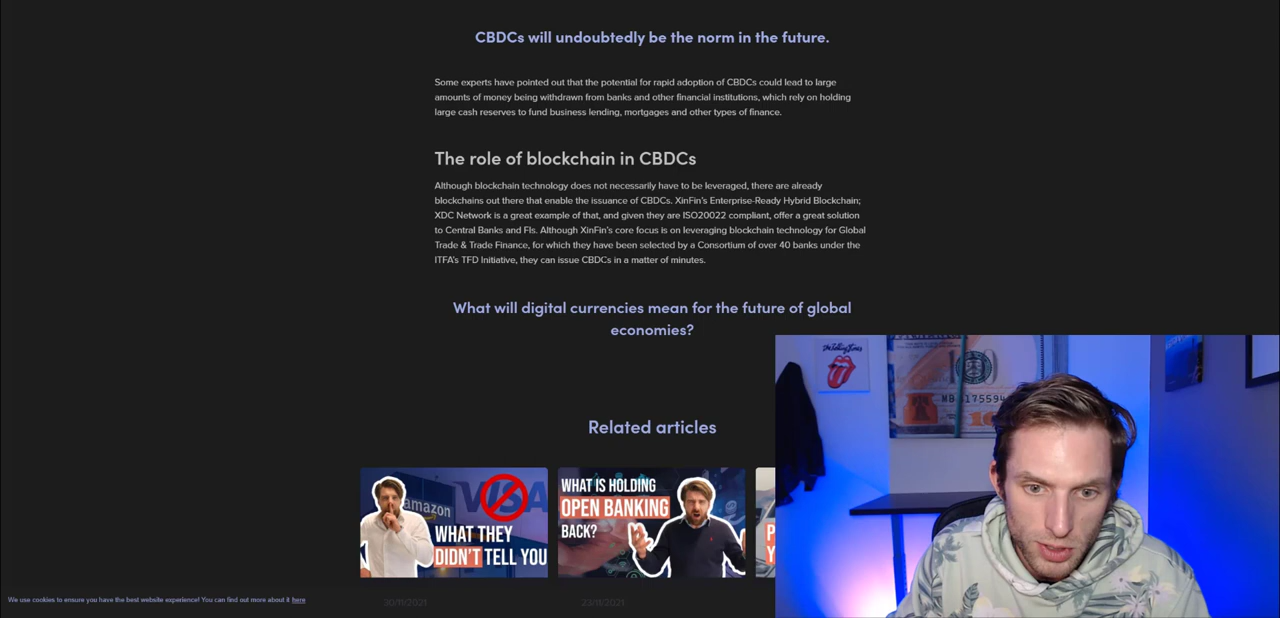 CBDCs will undoubtedly be the norm in the future.
Some experts have pointed out that the potential for rapid adoption of CBDCs could lead to large
amounts of money being withdrawn from banks and other financial institutions, which rely on holding
large cash reserves to fund business lending, mortgages and other types of finance.
The role of blockchain in CBDCs
Although blockchain technology does not necessarily have to be leveraged, there are already
blockchains out there that enable the issuance of CBDCs. XinFin's Enterprise-Ready Hybrid Blockchain;
XDC Network is a great example of that, and given they are ISO20022 compliant, offer a great solution
to Central Banks and FIs. Although XinFin's core focus is on leveraging blockchain technology for Global
Trade & Trade Finance, for which they have been selected by a Consortium of over 40 banks under the
ITFA's TFD Initiative, they can issue CBDCs in a matter of minutes.
What will digital currencies mean for the future of global
economies?
Related articles
amazon
VISA
WHAT THEY
DIDN'T TELL YOU
WHAT IS HOLDING
OPEN BANKING
BACK?
30/11/2021
23/11/2021
We use cookies to ensure you have the best website experience! You can find out more about it here
The Rolling Stones